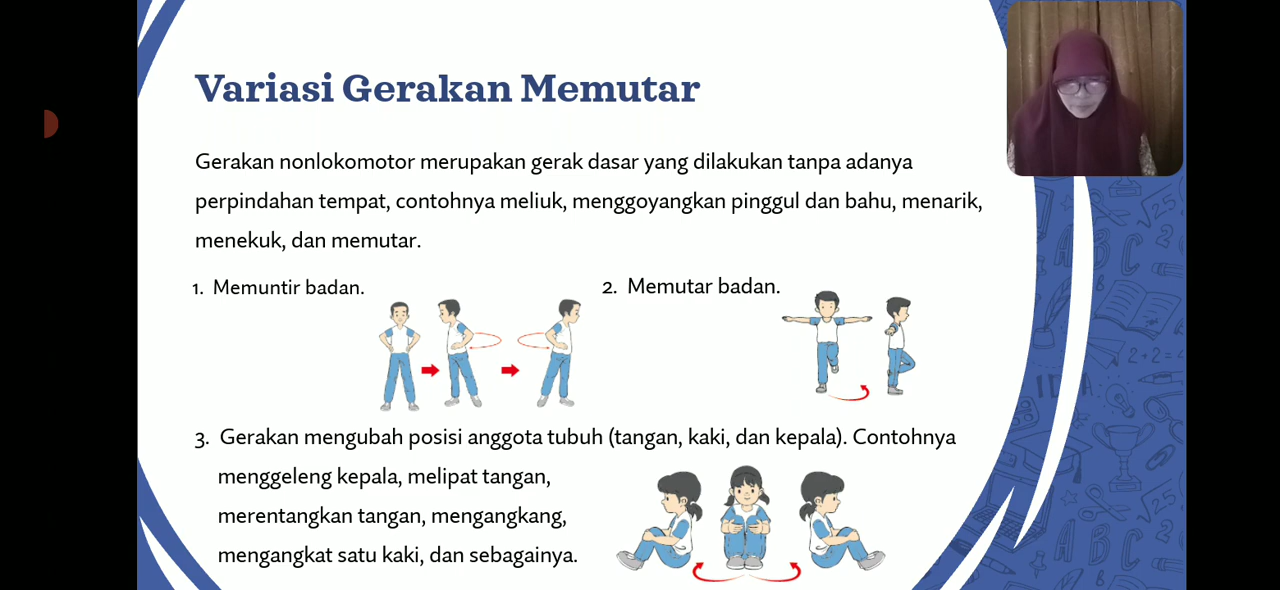 Variasi Gerakan Memutar
Gerakan nonlokomotor merupakan gerak dasar yang dilakukan tanpa adanya
perpindahan tempat, contohnya meliuk, menggoyangkan pinggul dan bahu, menarik,
menekuk, dan memutar.
1. Memuntir badan.
2. Memutar badan.
3. Gerakan mengubah posisi anggota tubuh (tangan, kaki, dan kepala). Contohnya
menggeleng kepala, melipat tangan,
merentangkan tangan, mengangkang,
mengangkat satu kaki, dan sebagainya.